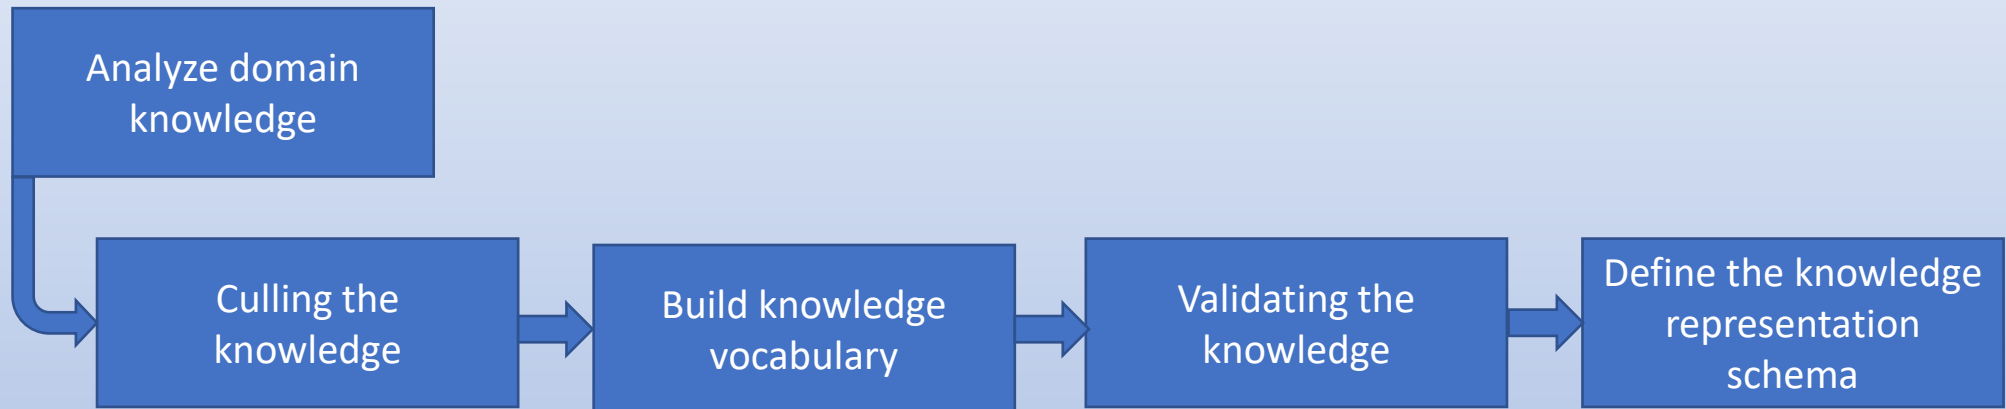 Analyze domain
knowledge
Culling the
knowledge
Build knowledge
vocabulary
Validating the
knowledge
Define the knowledge
representation
schema